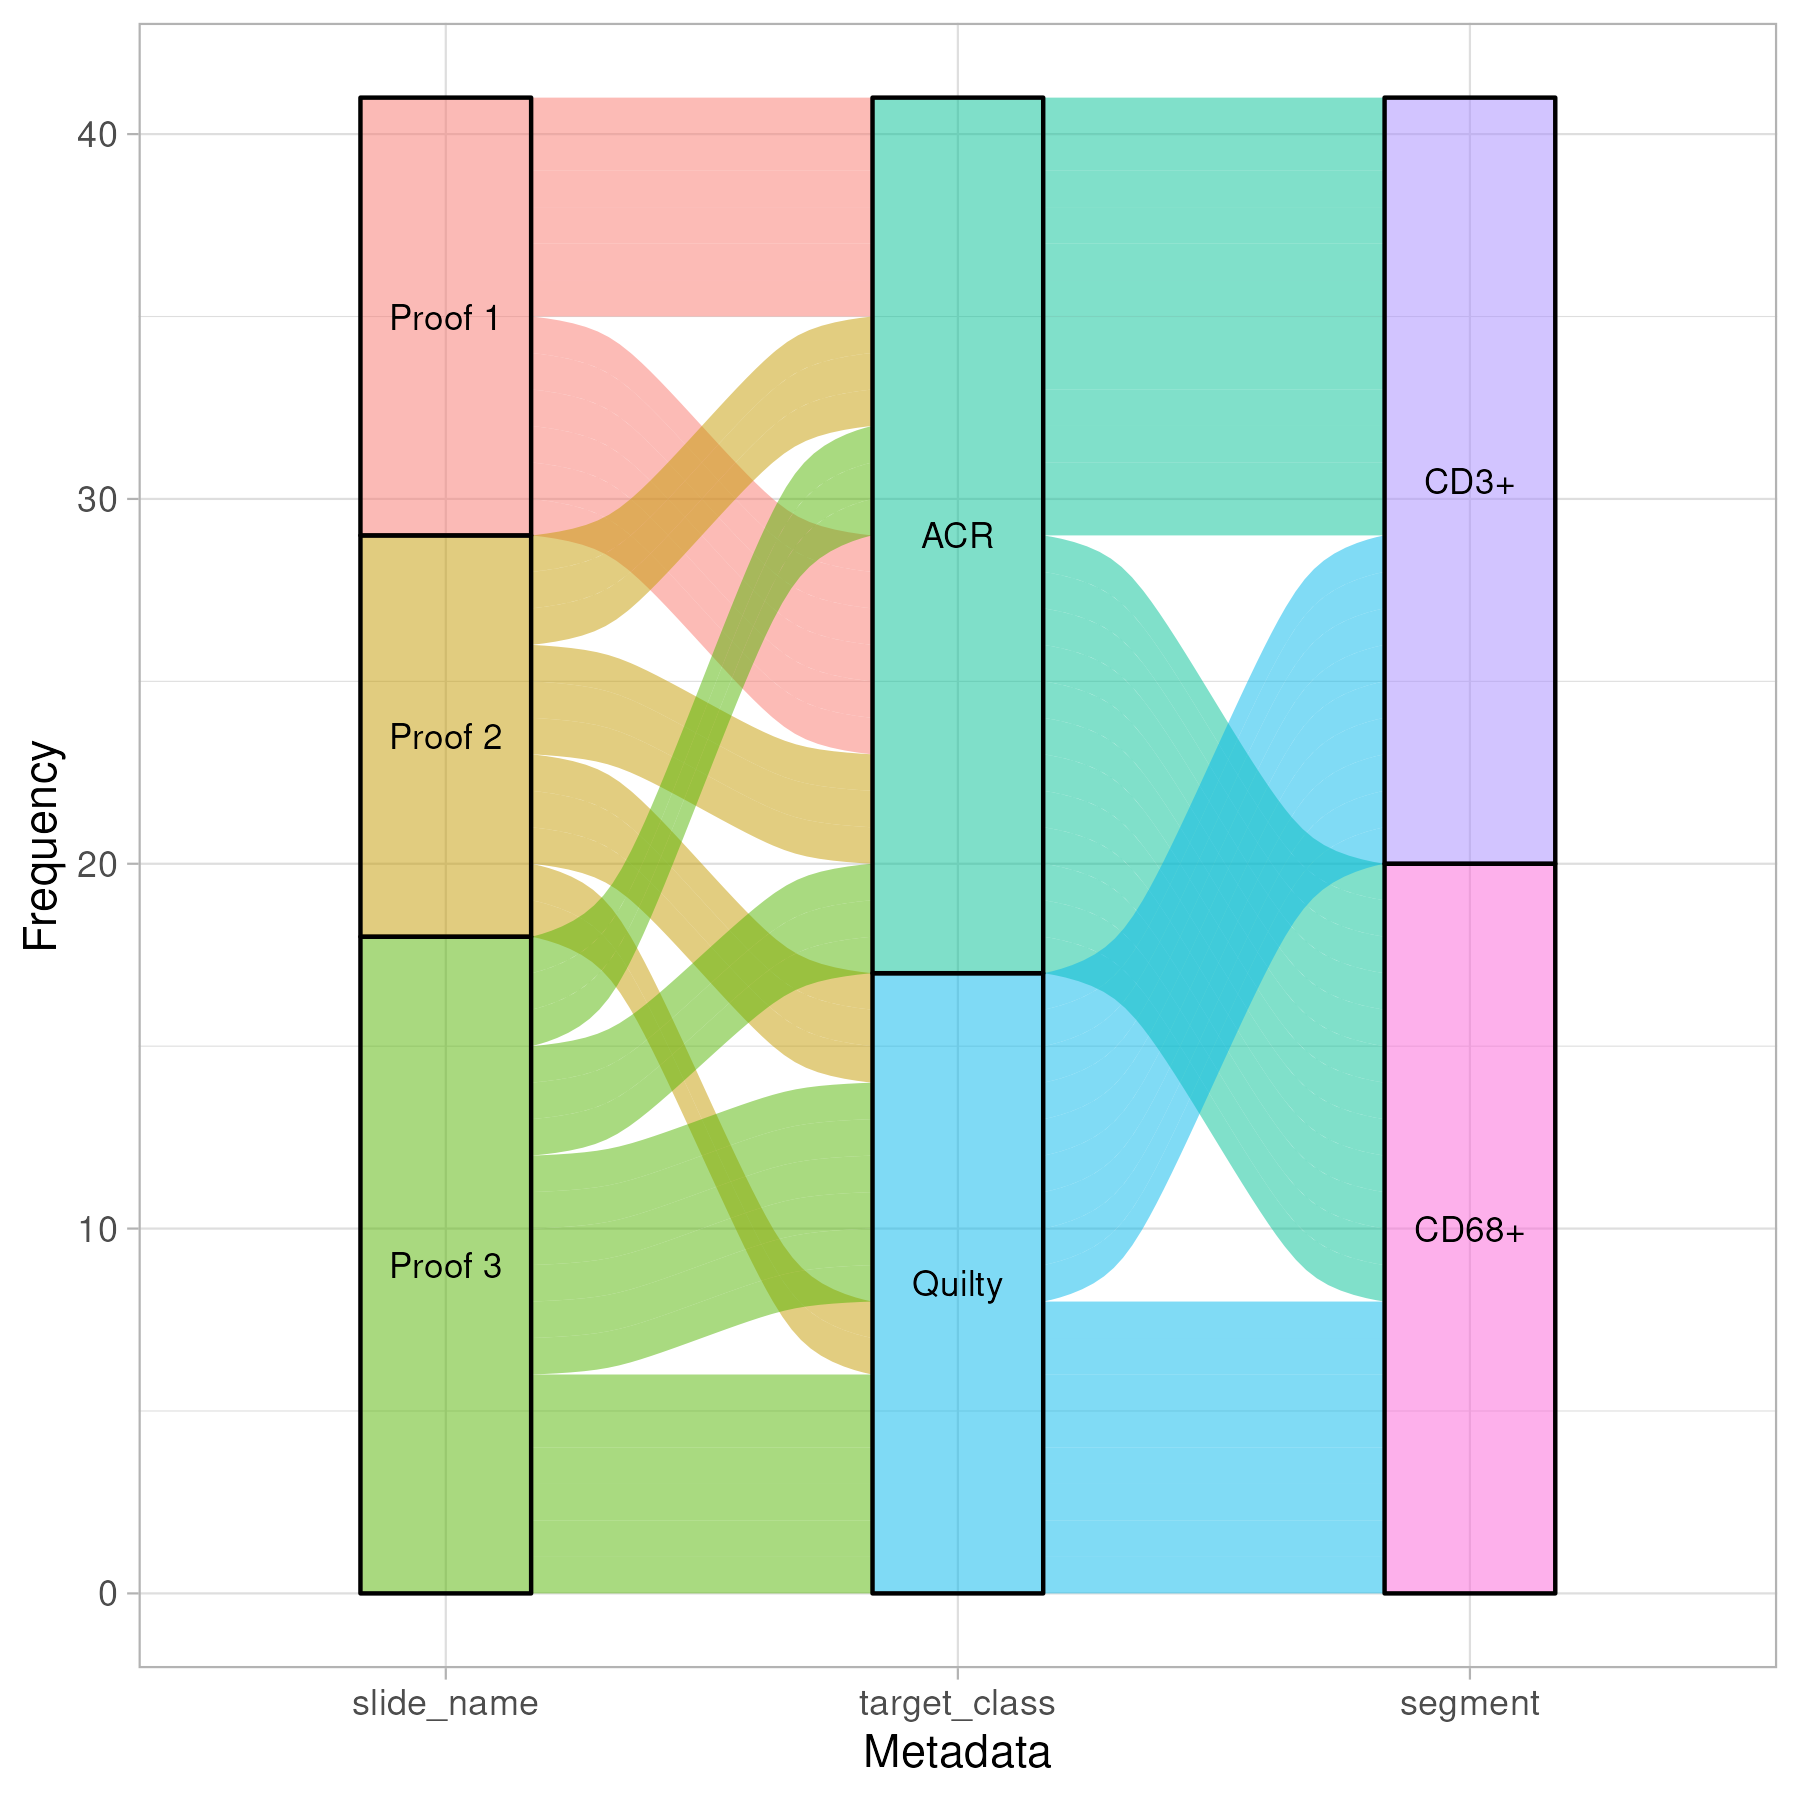 Frequency
40
30
20
10
0
Proof 1
Proof 2
Proof 3
ACR
Quilty
CD3+
CD68+
slide_name
target_class
segment
Metadata